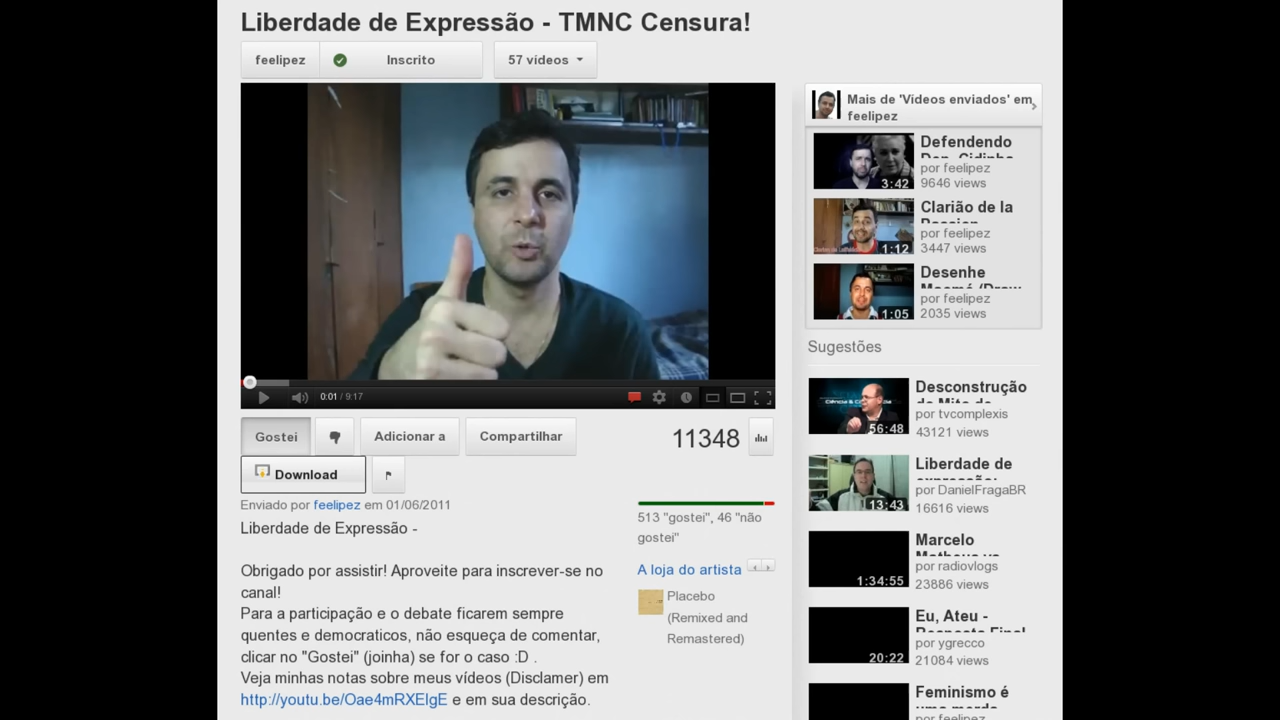 Liberdade de Expressão - TMNC Censura!
feelipez
Inscrito
57 vídeos
0:01 / 9:17
Gostei
Adicionar a
Compartilhar
11348
Download
Enviado por feelipez em 01/06/2011
Liberdade de Expressão -
Obrigado por assistir! Aproveite para inscrever-se no
canal!
Para a participação e o debate ficarem sempre
quentes e democraticos, não esqueça de comentar,
clicar no "Gostei" (joinha) se for o caso :D .
Veja minhas notas sobre meus vídeos (Disclamer) em
http://youtu.be/Oae4mRXElgE e em sua descrição.
513 "gostei", 46 "não
gostei"
A loja do artista
Placebo
(Remixed and
Remastered)
Mais de 'Vídeos enviados' em
feelipez
3:42
Defendendo
por feelipez
9646 views
1:12
Clarião de la
por feelipez
3447 views
1:05
Desenhe
por feelipez
2035 views
Sugestões
56:48
Desconstrução
por tvcomplexis
43121 views
13:43
Liberdade de
por DanielFragaBR
16616 views
1:34:55
Marcelo
por radiovlogs
23886 views
20:22
Eu, Ateu -
por ygrecco
21084 views
Feminismo é